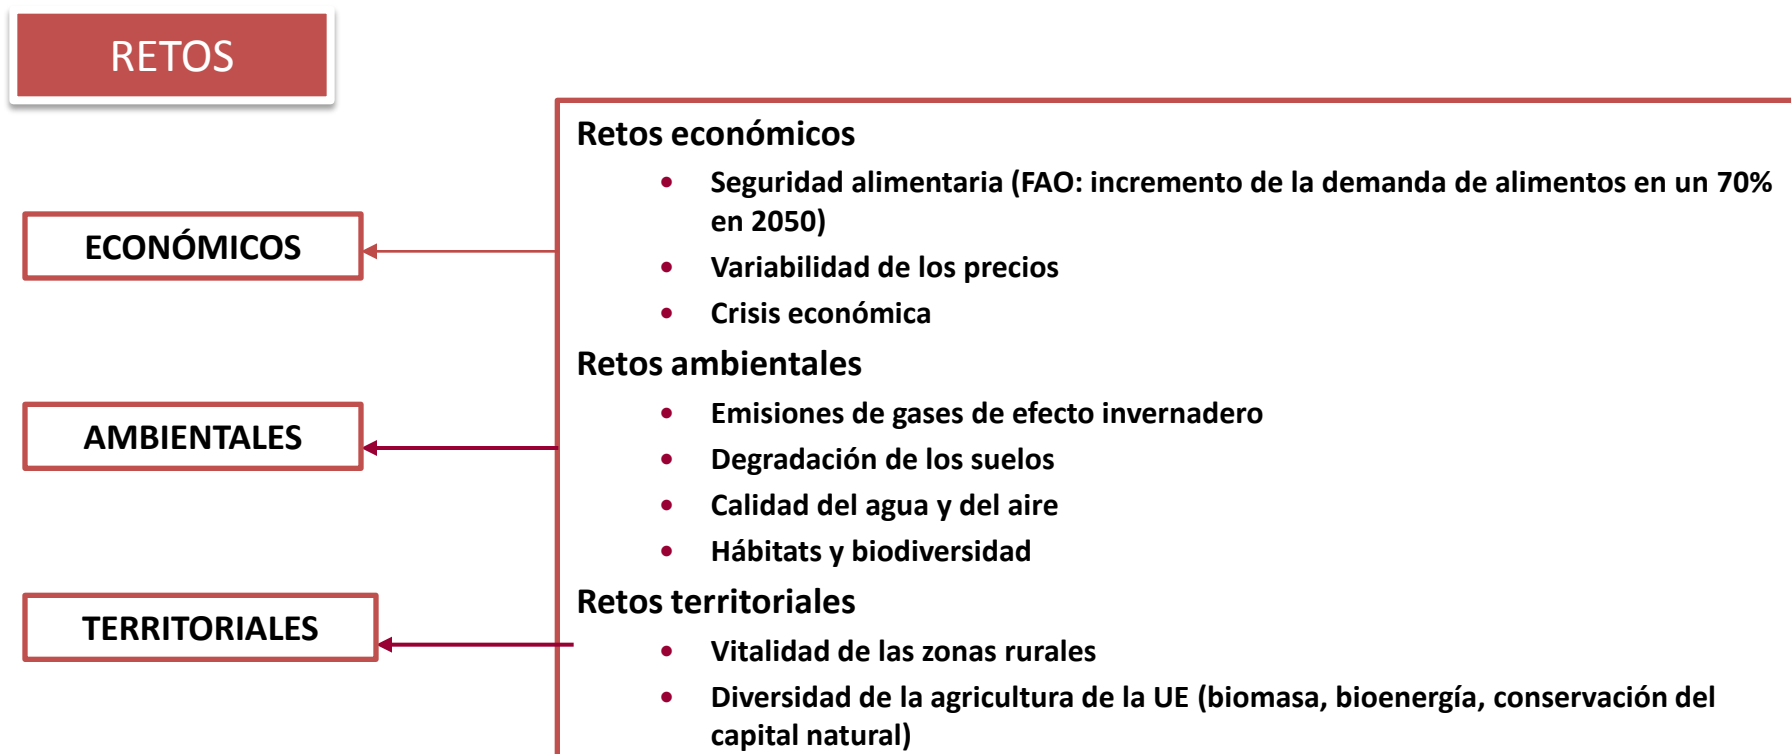 RETOS
ECONÓMICOS
AMBIENTALES
TERRITORIALES
Retos económicos
• Seguridad alimentaria (FAO: incremento de la demanda de alimentos en un 70%
en 2050)
• Variabilidad de los precios
• Crisis económica
Retos ambientales
• Emisiones de gases de efecto invernadero
• Degradación de los suelos
• Calidad del agua y del aire
• Hábitats y biodiversidad
Retos territoriales
• Vitalidad de las zonas rurales
• Diversidad de la agricultura de la UE (biomasa, bioenergía, conservación del
capital natural)